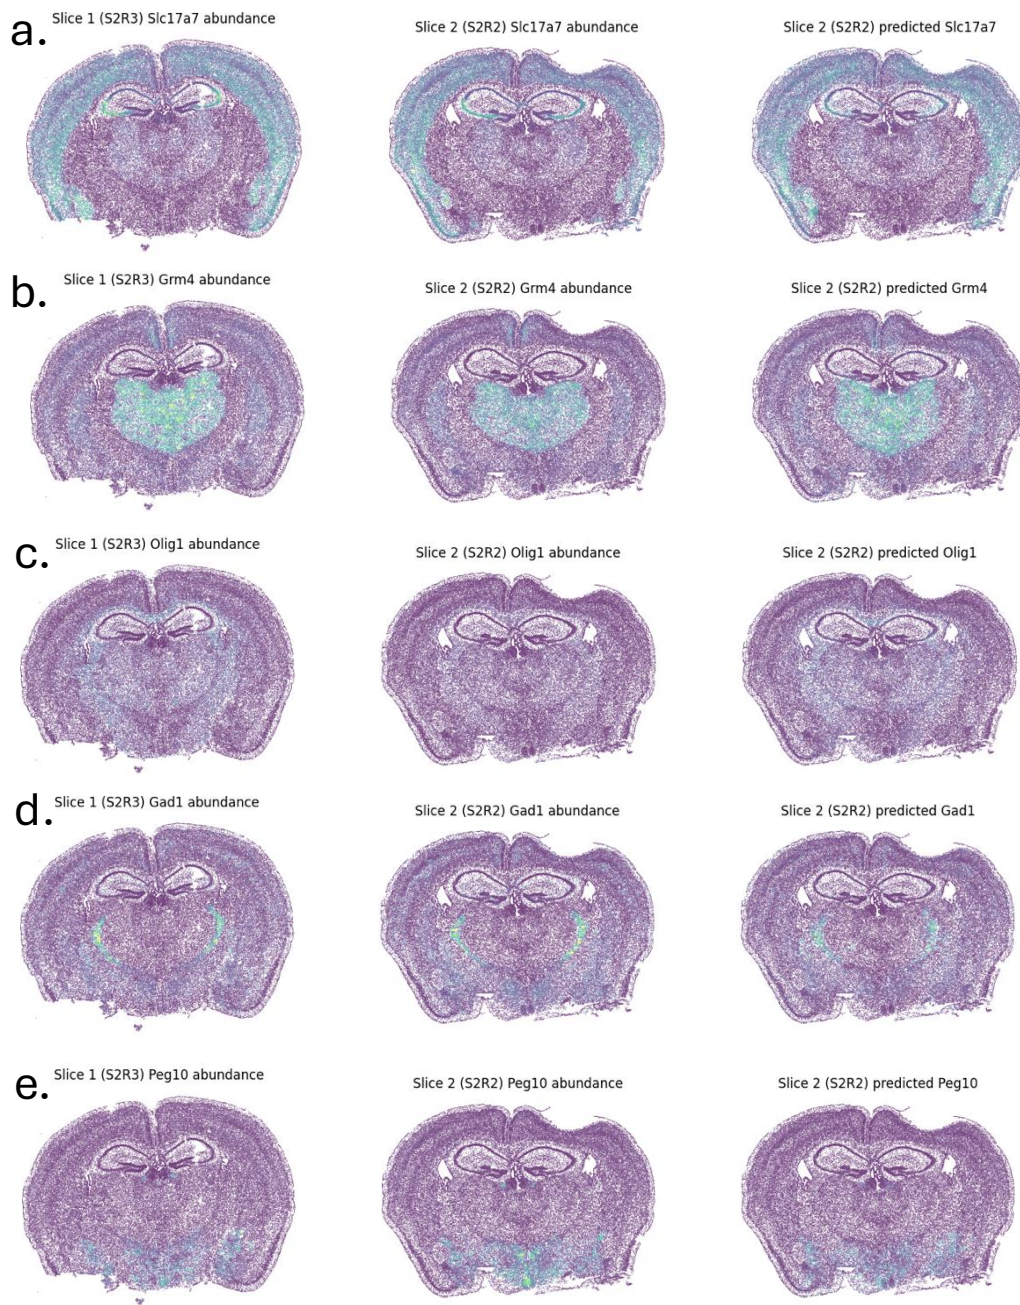 a.
Slice 1 (S2R3) Slc17a7 abundance
Slice 2 (S2R2) Slc17a7 abundance
Slice 2 (S2R2) predicted Slc17a7
b.
Slice 1 (S2R3) Grm4 abundance
Slice 2 (S2R2) Grm4 abundance
Slice 2 (S2R2) predicted Grm4
c.
Slice 1 (S2R3) Olig1 abundance
Slice 2 (S2R2) Olig1 abundance
Slice 2 (S2R2) predicted Olig1
d.
Slice 1 (S2R3) Gad1 abundance
Slice 2 (S2R2) Gad1 abundance
Slice 2 (S2R2) predicted Gad1
e.
Slice 1 (S2R3) Peg10 abundance
Slice 2 (S2R2) Peg10 abundance
Slice 2 (S2R2) predicted Peg10